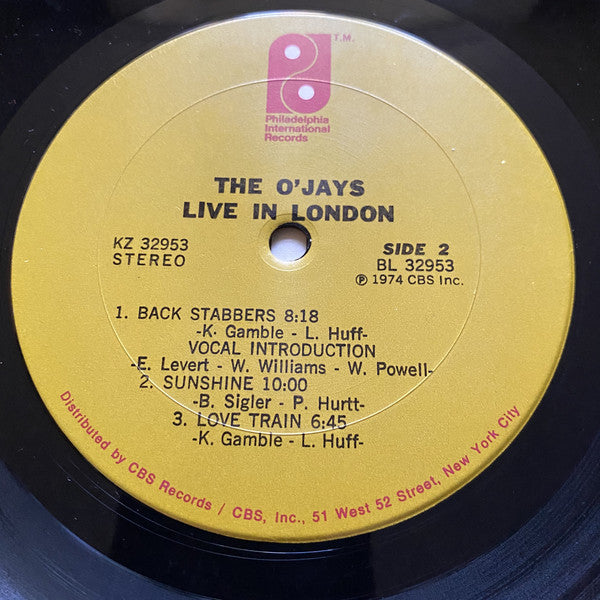 T.M.
Philadelphia
International
Records
THE O'JAYS
LIVE IN LONDON
KZ 32953
STEREO
SIDE 2
BL 32953
℗ 1974 CBS Inc.
1. BACK STABBERS 8:18
-K. Gamble - L. Huff-
VOCAL INTRODUCTION
-E. Levert - W. Williams - W. Powell-
2. SUNSHINE 10:00
-B. Sigler - P. Hurtt-
3. LOVE TRAIN 6:45
-K. Gamble - L. Huff-
Distributed by CBS Records / CBS, Inc., 51 West 52 Street, New York City